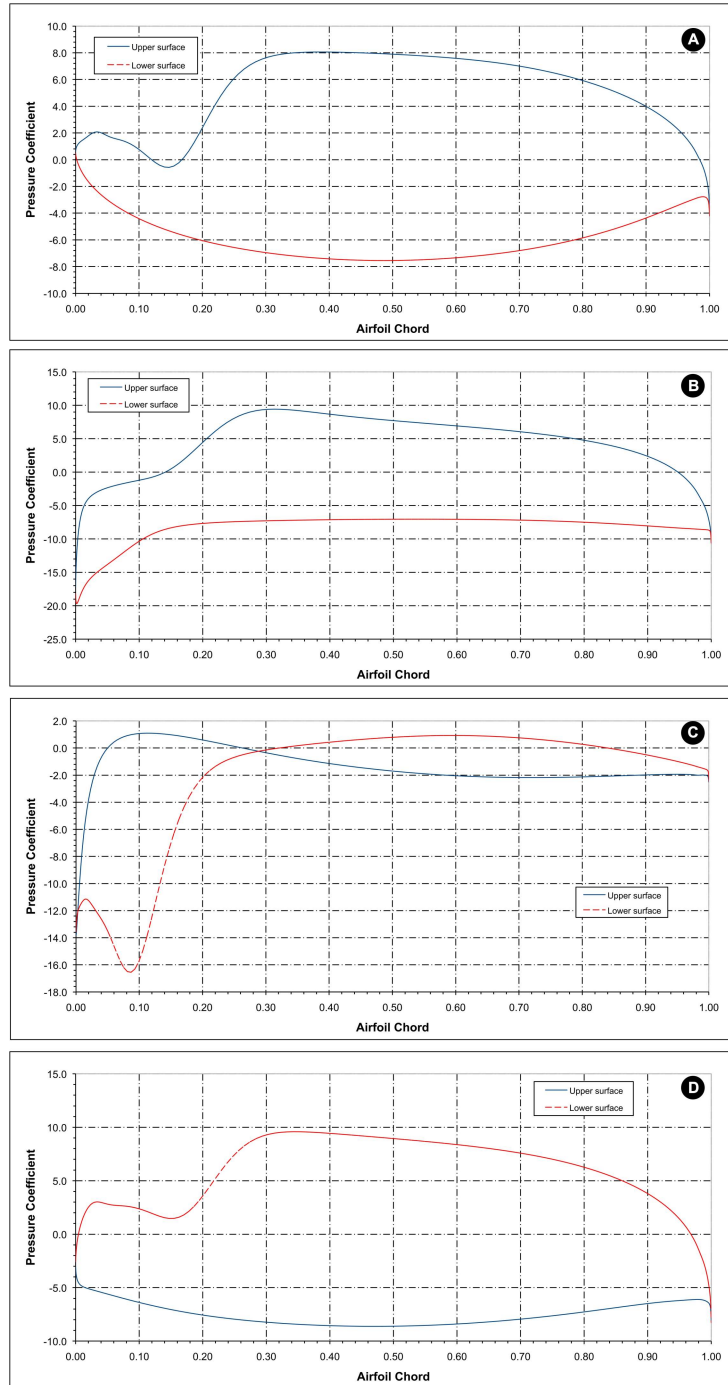 A
Upper surface
Lower surface
Pressure Coefficient
10.0
8.0
6.0
4.0
2.0
0.0
-2.0
-4.0
-6.0
-8.0
-10.0
0.00 0.10 0.20 0.30 0.40 0.50 0.60 0.70 0.80 0.90 1.00
Airfoil Chord
B
Upper surface
Lower surface
Pressure Coefficient
15.0
10.0
5.0
0.0
-5.0
-10.0
-15.0
-20.0
-25.0
0.00 0.10 0.20 0.30 0.40 0.50 0.60 0.70 0.80 0.90 1.00
Airfoil Chord
C
Pressure Coefficient
2.0
0.0
-2.0
-4.0
-6.0
-8.0
-10.0
-12.0
-14.0
-16.0
-18.0
Upper surface
Lower surface
0.00 0.10 0.20 0.30 0.40 0.50 0.60 0.70 0.80 0.90 1.00
Airfoil Chord
D
Upper surface
Lower surface
Pressure Coefficient
15.0
10.0
5.0
0.0
-5.0
-10.0
0.00 0.10 0.20 0.30 0.40 0.50 0.60 0.70 0.80 0.90 1.00
Airfoil Chord